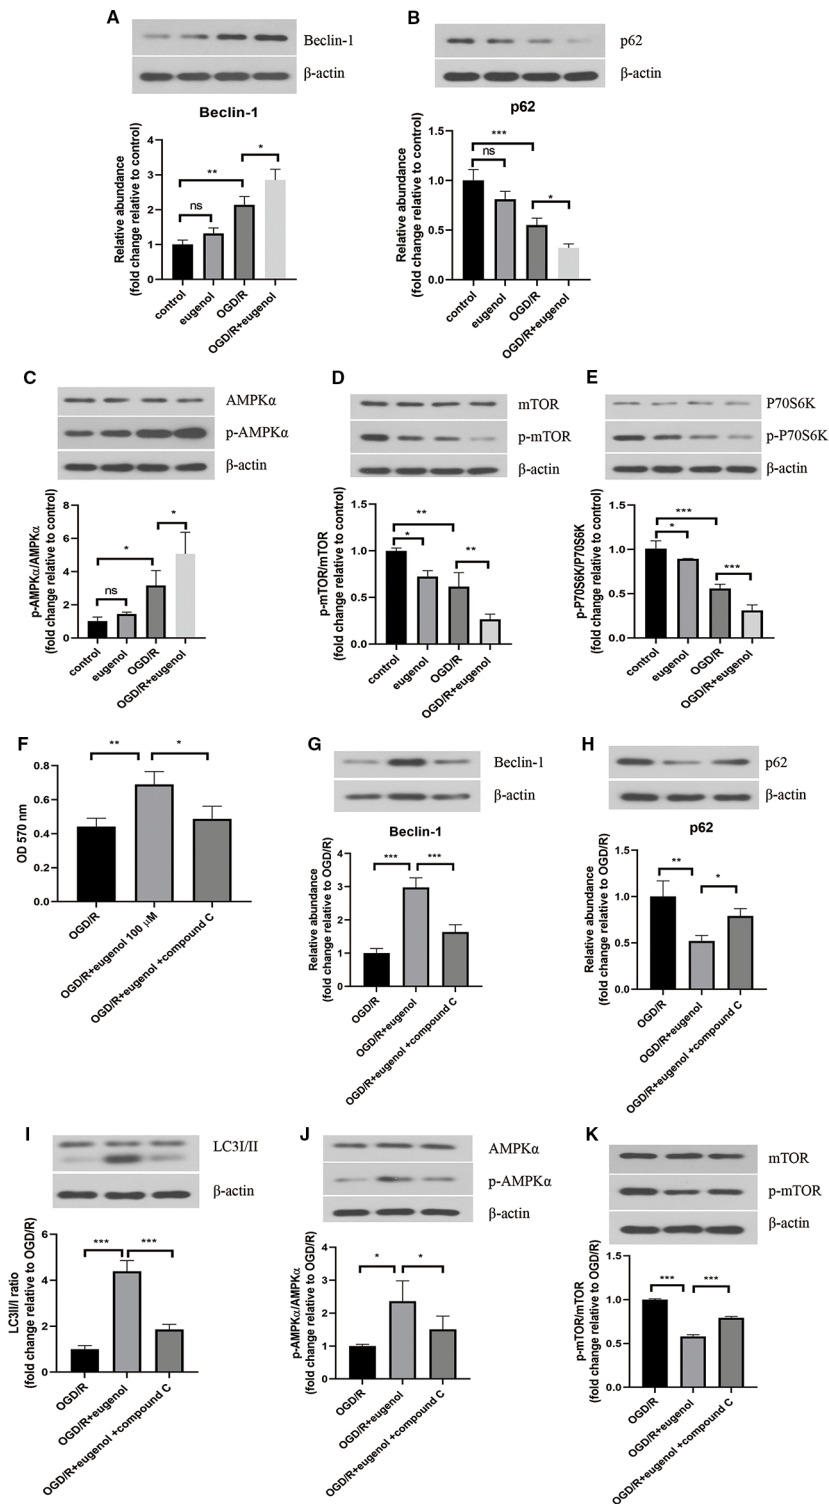 A
Beclin-1
β-actin
Beclin-1
Relative abundance
(fold change relative to control)
4
3
2
1
0
ns
**
*
control
eugenol
OGD/R
OGD/R+eugenol
B
p62
β-actin
p62
Relative abundance
(fold change relative to control)
1.5
1.0
0.5
0.0
***
ns
*
control
eugenol
OGD/R
OGD/R+eugenol
C
AMPKα
p-AMPKα
β-actin
p-AMPKα/AMPKα
(fold change relative to control)
8
6
4
2
0
ns
*
*
control
eugenol
OGD/R
OGD/R+eugenol
D
mTOR
p-mTOR
β-actin
p-mTOR/mTOR
(fold change relative to control)
1.5
1.0
0.5
0.0
**
*
**
control
eugenol
OGD/R
OGD/R+eugenol
E
P70S6K
p-P70S6K
β-actin
p-P70S6K/P70S6K
(fold change relative to control)
1.5
1.0
0.5
0.0
***
*
***
control
eugenol
OGD/R
OGD/R+eugenol
F
OD 570 nm
0.8
0.6
0.4
0.2
0.0
**
*
OGD/R
OGD/R+eugenol 100 μM
OGD/R+eugenol +compound C
G
Beclin-1
β-actin
Beclin-1
Relative abundance
(fold change relative to OGD/R)
4
3
2
1
0
***
***
OGD/R
OGD/R+eugenol
OGD/R+eugenol +compound C
H
p62
β-actin
p62
Relative abundance
(fold change relative to OGD/R)
1.5
1.0
0.5
0.0
**
*
OGD/R
OGD/R+eugenol
OGD/R+eugenol +compound C
I
LC3I/II
β-actin
LC3II/I ratio
(fold change relative to OGD/R)
6
4
2
0
***
***
OGD/R
OGD/R+eugenol
OGD/R+eugenol +compound C
J
AMPKα
p-AMPKα
β-actin
p-AMPKα/AMPKα
(fold change relative to OGD/R)
4
3
2
1
0
*
*
OGD/R
OGD/R+eugenol
OGD/R+eugenol +compound C
K
mTOR
p-mTOR
β-actin
p-mTOR/mTOR
(fold change relative to OGD/R)
1.5
1.0
0.5
0.0
***
***
OGD/R
OGD/R+eugenol
OGD/R+eugenol +compound C